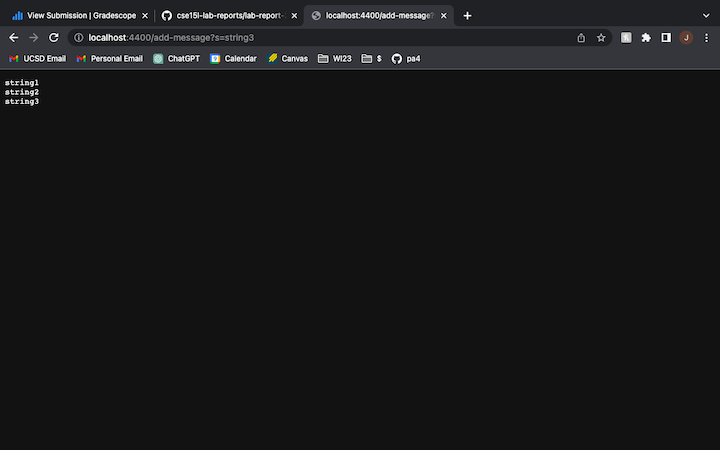 View Submission | Gradescope
cse15l-lab-reports/lab-report-
localhost:4400/add-message?
localhost:4400/add-message?s=string3
J
UCSD Email
Personal Email
ChatGPT
Calendar
Canvas
WI23
$
pa4
string1
string2
string3